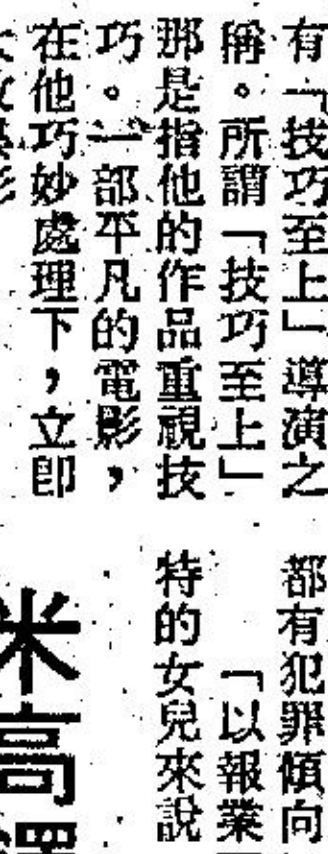 有「技巧至上」導演之
稱。所謂「技巧至上」
那是指他的作品重視技
巧。一部平凡的電影，
在他巧妙處理下，立即
都有犯罪傾向
「以報業
特的女兒來說
米高